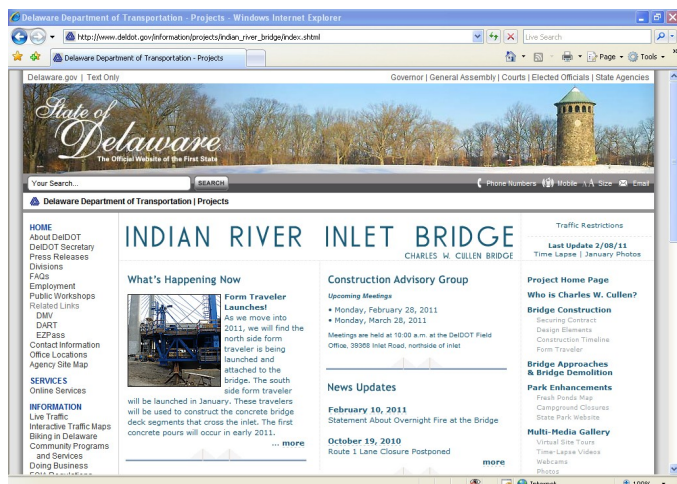 Delaware Department of Transportation - Projects - Windows Internet Explorer
http://www.deldot.gov/information/projects/indian_river_bridge/index.shtml
Live Search
Delaware Department of Transportation - Projects
Page
Tools
Delaware.gov | Text Only
Governor | General Assembly | Courts | Elected Officials | State Agencies
State of
Delaware
The Official Website of the First State
Your Search...
SEARCH
Phone Numbers
Mobile
A A Size
Email
Delaware Department of Transportation | Projects
HOME
About DelDOT
DelDOT Secretary
Press Releases
Divisions
FAQs
Employment
Public Workshops
Related Links
DMV
DART
EZPass
Contact Information
Office Locations
Agency Site Map
SERVICES
Online Services
INFORMATION
Live Traffic
Interactive Traffic Maps
Biking in Delaware
Community Programs
and Services
Doing Business
INDIAN RIVER INLET BRIDGE
CHARLES W. CULLEN BRIDGE
What's Happening Now
Form Traveler
Launches!
As we move into
2011, we will find the
north side form
traveler is being
launched and
attached to the
bridge. The south
side form traveler
will be launched in January. These travelers
will be used to construct the concrete bridge
deck segments that cross the inlet. The first
concrete pours will occur in early 2011.
... more
Construction Advisory Group
Upcoming Meetings
• Monday, February 28, 2011
• Monday, March 28, 2011
Meetings are held at 10:00 a.m. at the DelDOT Field
Office, 39368 Inlet Road, northside of inlet
News Updates
February 10, 2011
Statement About Overnight Fire at the Bridge
October 19, 2010
Route 1 Lane Closure Postponed
more
Traffic Restrictions
Last Update 2/08/11
Time Lapse | January Photos
Project Home Page
Who is Charles W. Cullen?
Bridge Construction
Securing Contract
Design Elements
Construction Timeline
Form Traveler
Bridge Approaches
& Bridge Demolition
Park Enhancements
Fresh Ponds Map
Campground Closures
State Park Website
Multi-Media Gallery
Virtual Site Tours
Time-Lapse Videos
Webcams
Photos
Internet
100%